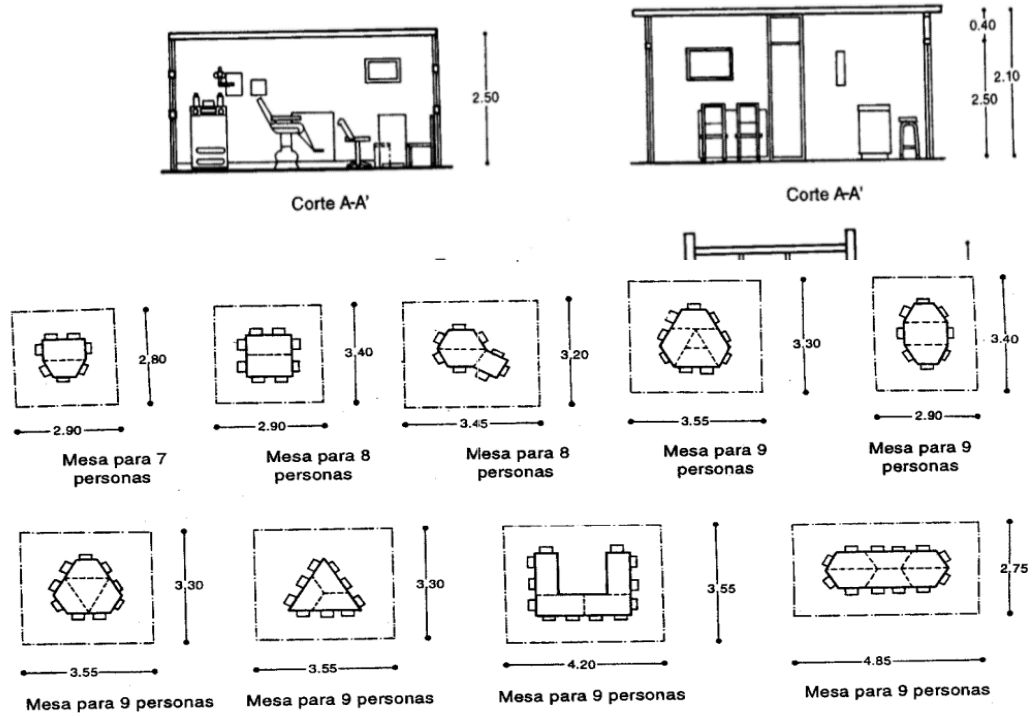 2.50
Corte A-A'
0.40
2.10
2.50
Corte A-A'
2.80
2.90
Mesa para 7
personas
3.40
2.90
Mesa para 8
personas
3.20
3.45
Mesa para 8
personas
3.30
3.55
Mesa para 9
personas
3.40
2.90
Mesa para 9
personas
3.30
3.55
Mesa para 9 personas
3.30
3.55
Mesa para 9 personas
3.55
4.20
Mesa para 9 personas
2.75
4.85
Mesa para 9 personas